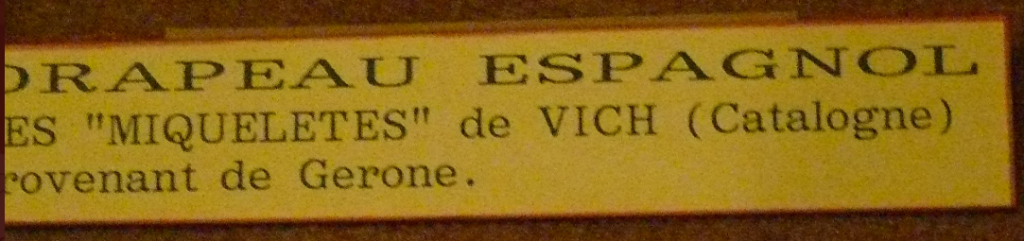 DRAPEAU ESPAGNOL
ES "MIQUELETES" de VICH (Catalogne)
rovenant de Gerone.